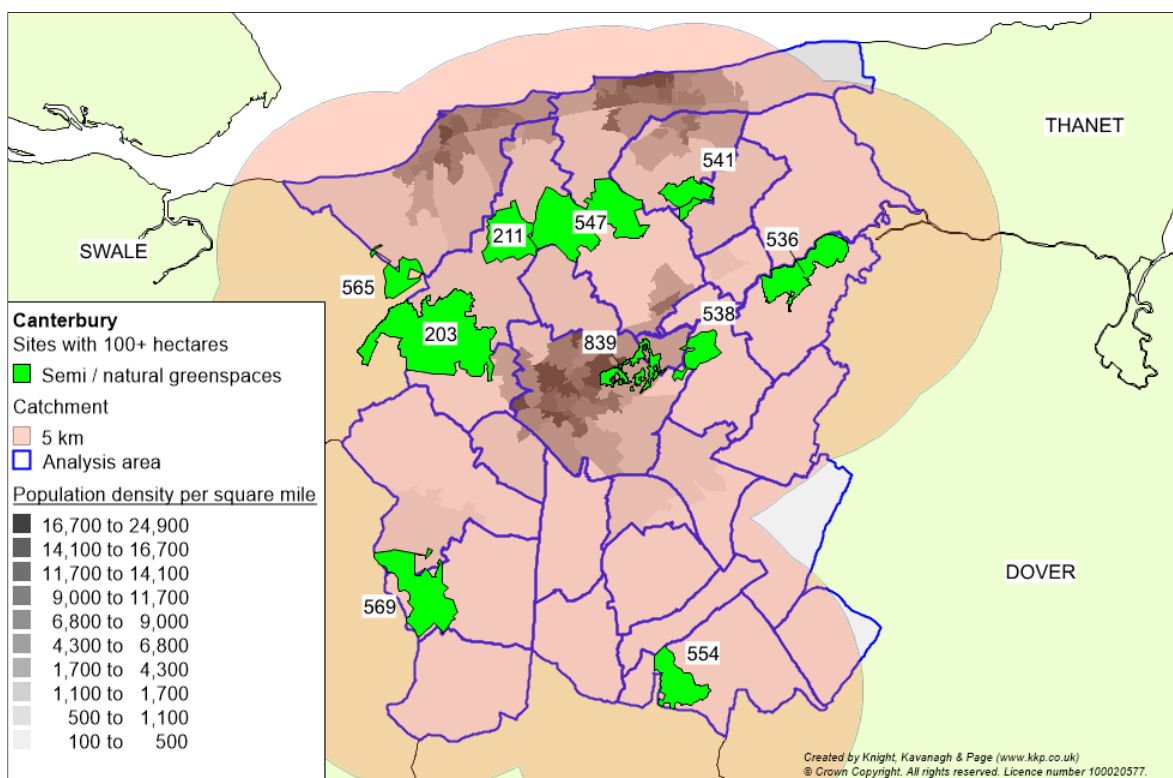 THANET
541
547
211
536
SWALE
565
538
203
839
Canterbury
Sites with 100+ hectares
Semi / natural greenspaces
Catchment
5 km
Analysis area
Population density per square mile
16,700 to 24,900
14,100 to 16,700
11,700 to 14,100
9,000 to 11,700
6,800 to 9,000
4,300 to 6,800
1,700 to 4,300
1,100 to 1,700
500 to 1,100
100 to 500
DOVER
569
554
Created by Knight, Kavanagh & Page (www.kkp.co.uk)
© Crown Copyright. All rights reserved. Licence number 100020577.